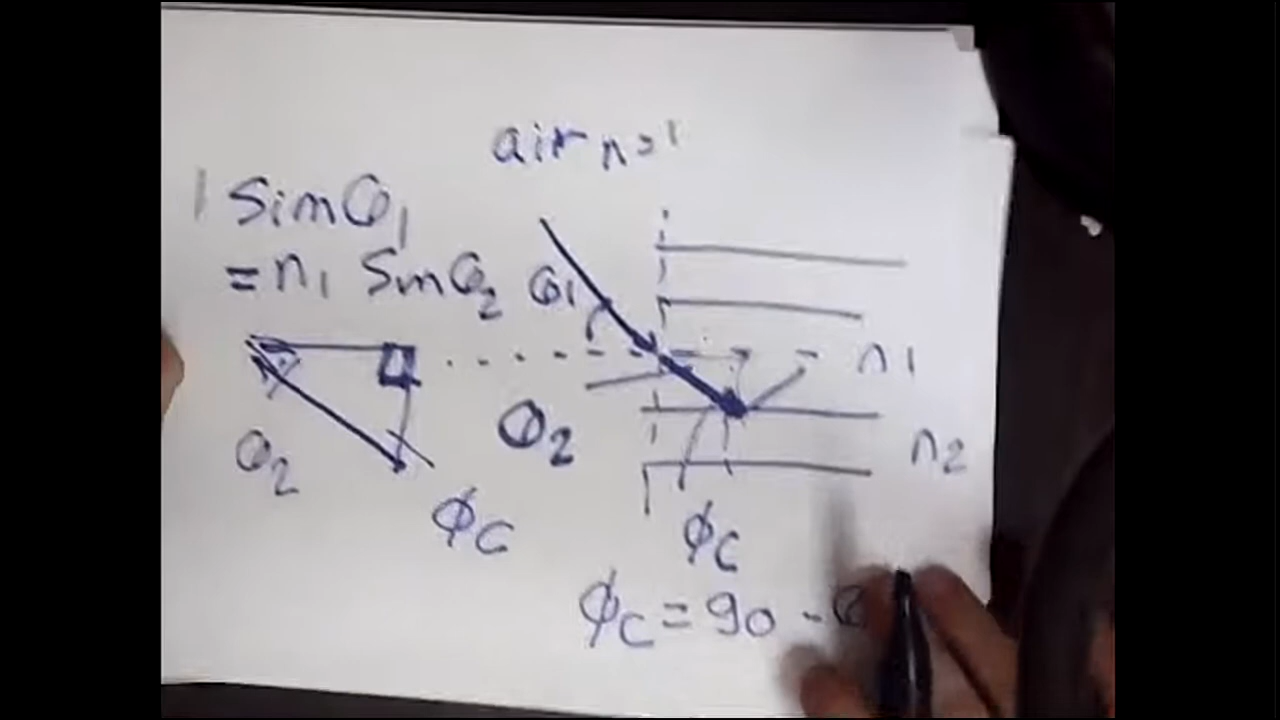 air n=1
1 Sinθ1
= n1 Sinθ2 θ1
n1
θ2
n2
θ2
ϕc
ϕc
ϕc = 90 - θ